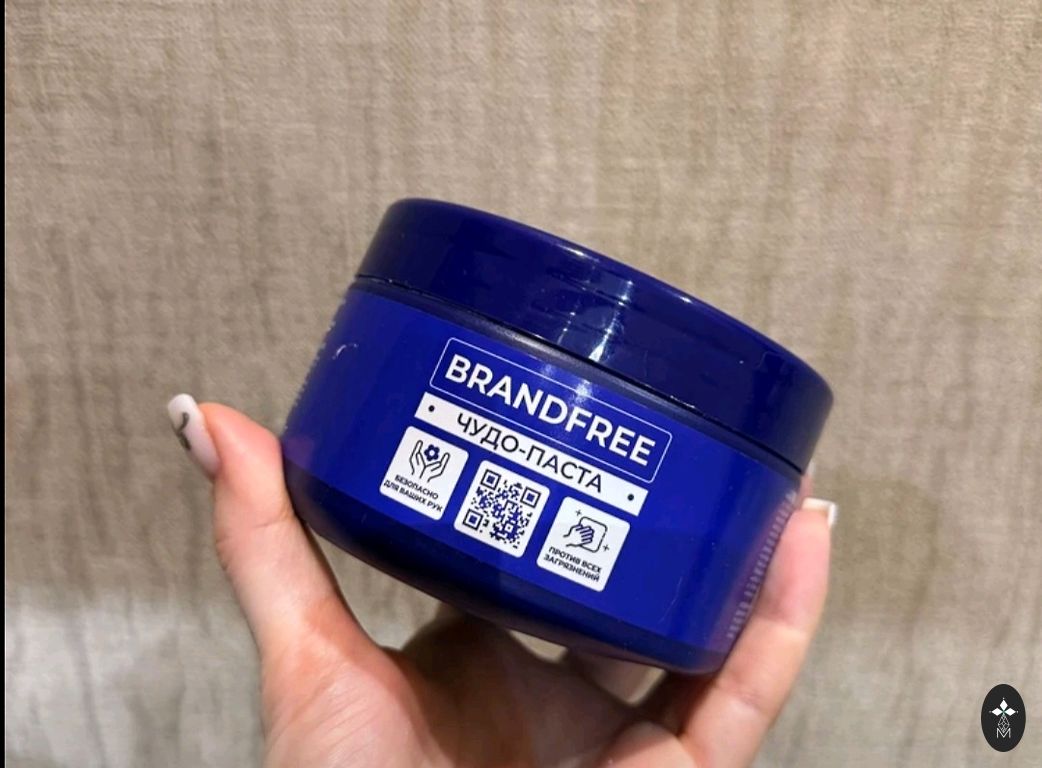 BRANDFREE
ЧУДО-ПАСТА
БЕЗОПАСНО
ДЛЯ ВАШИХ РУК
ПРОТИВ ВСЕХ
ЗАГРЯЗНЕНИЙ
M